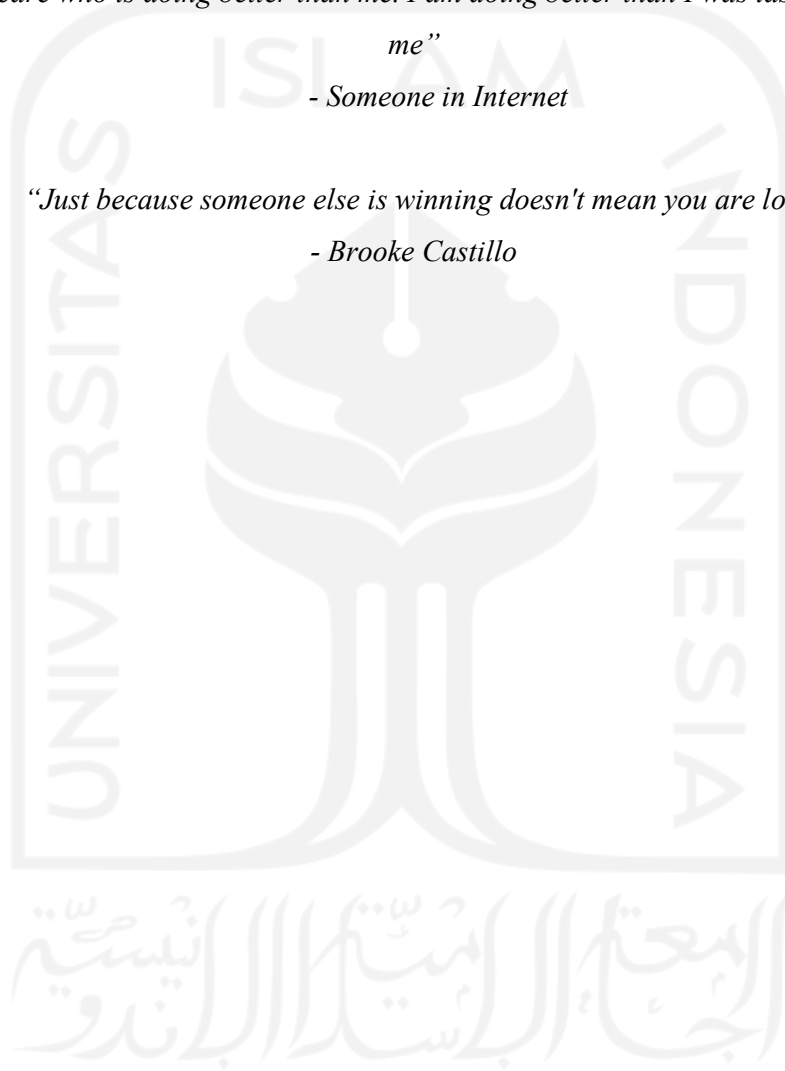 care who is doing better than me. I am doing better than I was
me”
- Someone in Internet
“Just because someone else is winning doesn't mean you are
- Brooke Castillo
UNIVERSITAS
ISLAM
INDONESIA